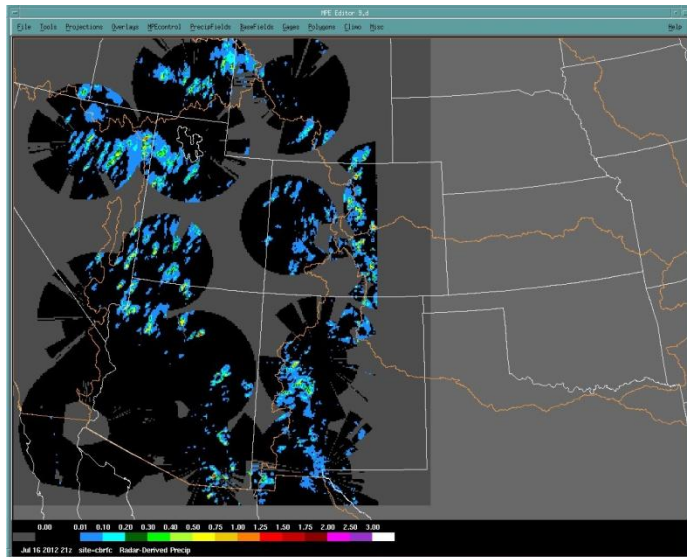 MPE Editor 9.d
File Tools Projections Overlays MPEcontrol PrecipFields BaseFields Gages Polygons Climo Misc Help
0.00 0.01 0.10 0.20 0.30 0.40 0.50 0.75 1.00 1.25 1.50 2.00 2.50 3.00
Jul 16 2012 21z site=cbrfc Radar-Derived Precip